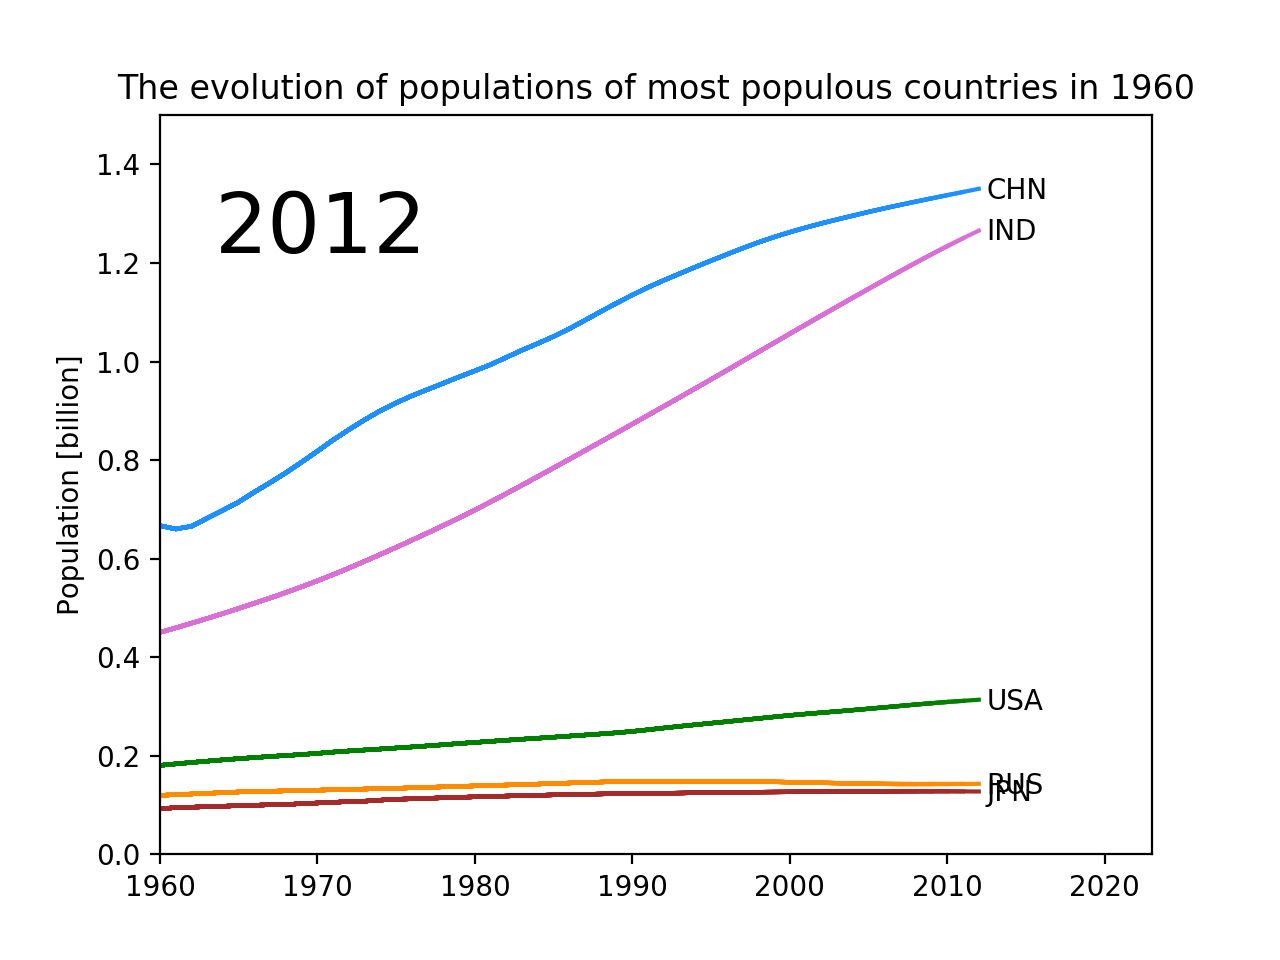 The evolution of populations of most populous countries in 1960
2012
Population [billion]
1.4
1.2
1.0
0.8
0.6
0.4
0.2
0.0
CHN
IND
USA
RUS
JPN
1960 1970 1980 1990 2000 2010 2020